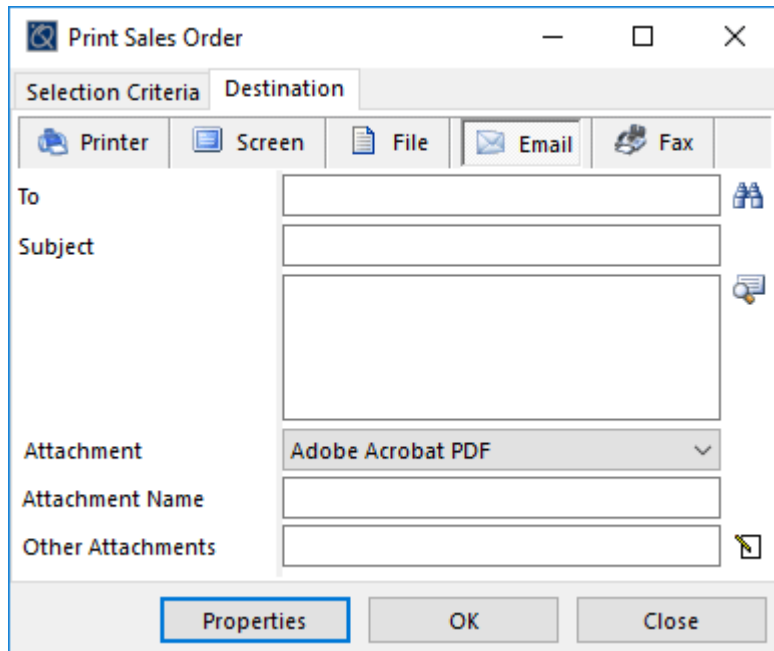 Print Sales Order
Selection Criteria Destination
Printer Screen File Email Fax
To
Subject
Attachment Adobe Acrobat PDF
Attachment Name
Other Attachments
Properties OK Close